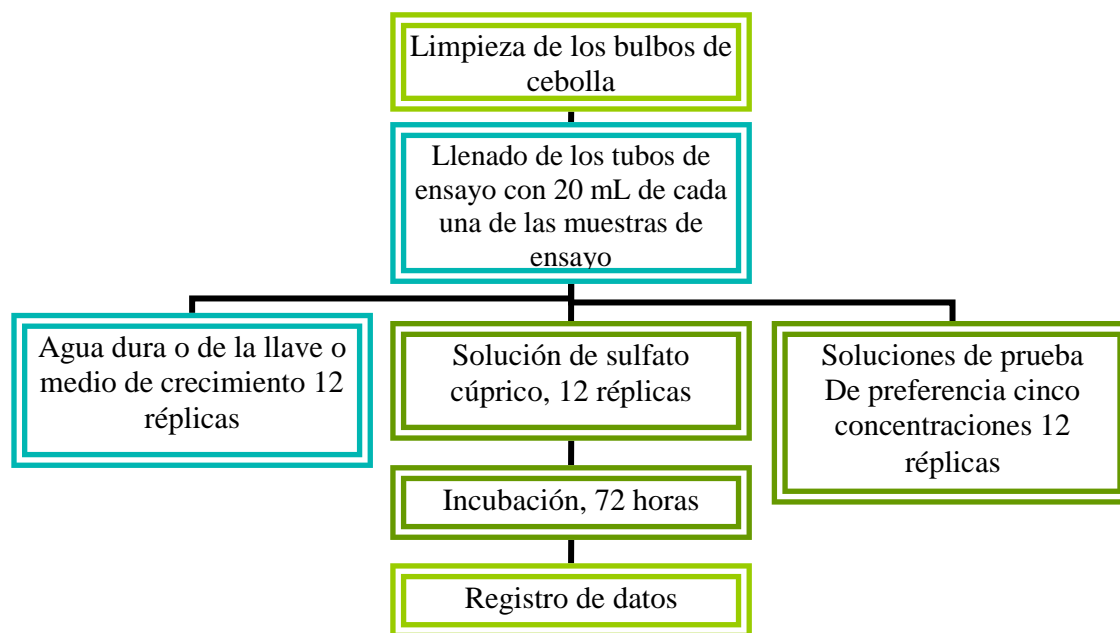 Limpieza de los bulbos de
cebolla
Llenado de los tubos de
ensayo con 20 mL de cada
una de las muestras de
ensayo
Agua dura o de la llave o
medio de crecimiento 12
réplicas
Solución de sulfato
cúprico, 12 réplicas
Soluciones de prueba
De preferencia cinco
concentraciones 12
réplicas
Incubación, 72 horas
Registro de datos